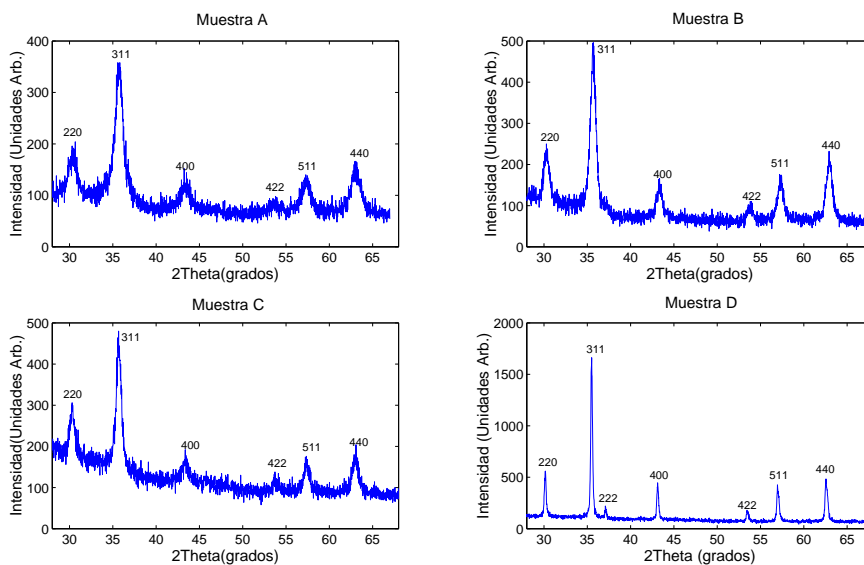 Muestra A
400
300
200
100
0
Intensidad (Unidades Arb.)
220
311
400
422
511
440
30 35 40 45 50 55 60 65
2Theta(grados)
Muestra B
500
400
300
200
100
0
Intensidad (Unidades Arb.)
220
311
400
422
511
440
30 35 40 45 50 55 60 65
2Theta(grados)
Muestra C
500
400
300
200
100
0
Intensidad(Unidades Arb.)
220
311
400
422
511
440
30 35 40 45 50 55 60 65
2Theta(grados)
Muestra D
2000
1500
1000
500
0
Intensidad (Unidades Arb.)
220
311
222
400
422
511
440
30 35 40 45 50 55 60 65
2Theta (grados)